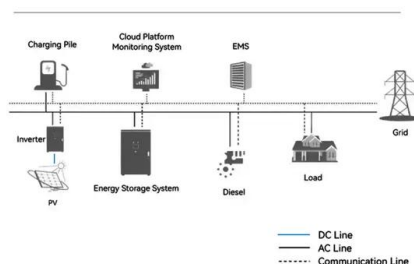 Charging Pile
Cloud Platform
Monitoring System
EMS
Grid
Inverter
PV
Energy Storage System
Diesel
Load
DC Line
AC Line
Communication Line